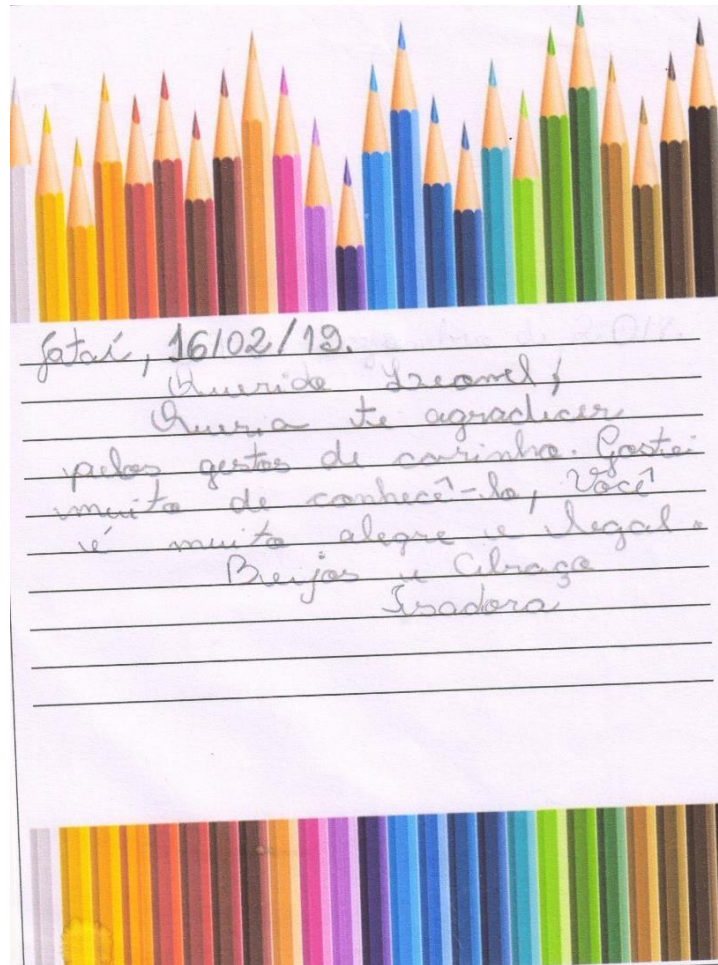 Jataí, 16/02/19.
Querido
Queria te agradecer
pelos gestos de carinho. Gostei
muito de conhecê-lo, Você
é muito alegre e legal.
Beijos e Abraço
Isadora